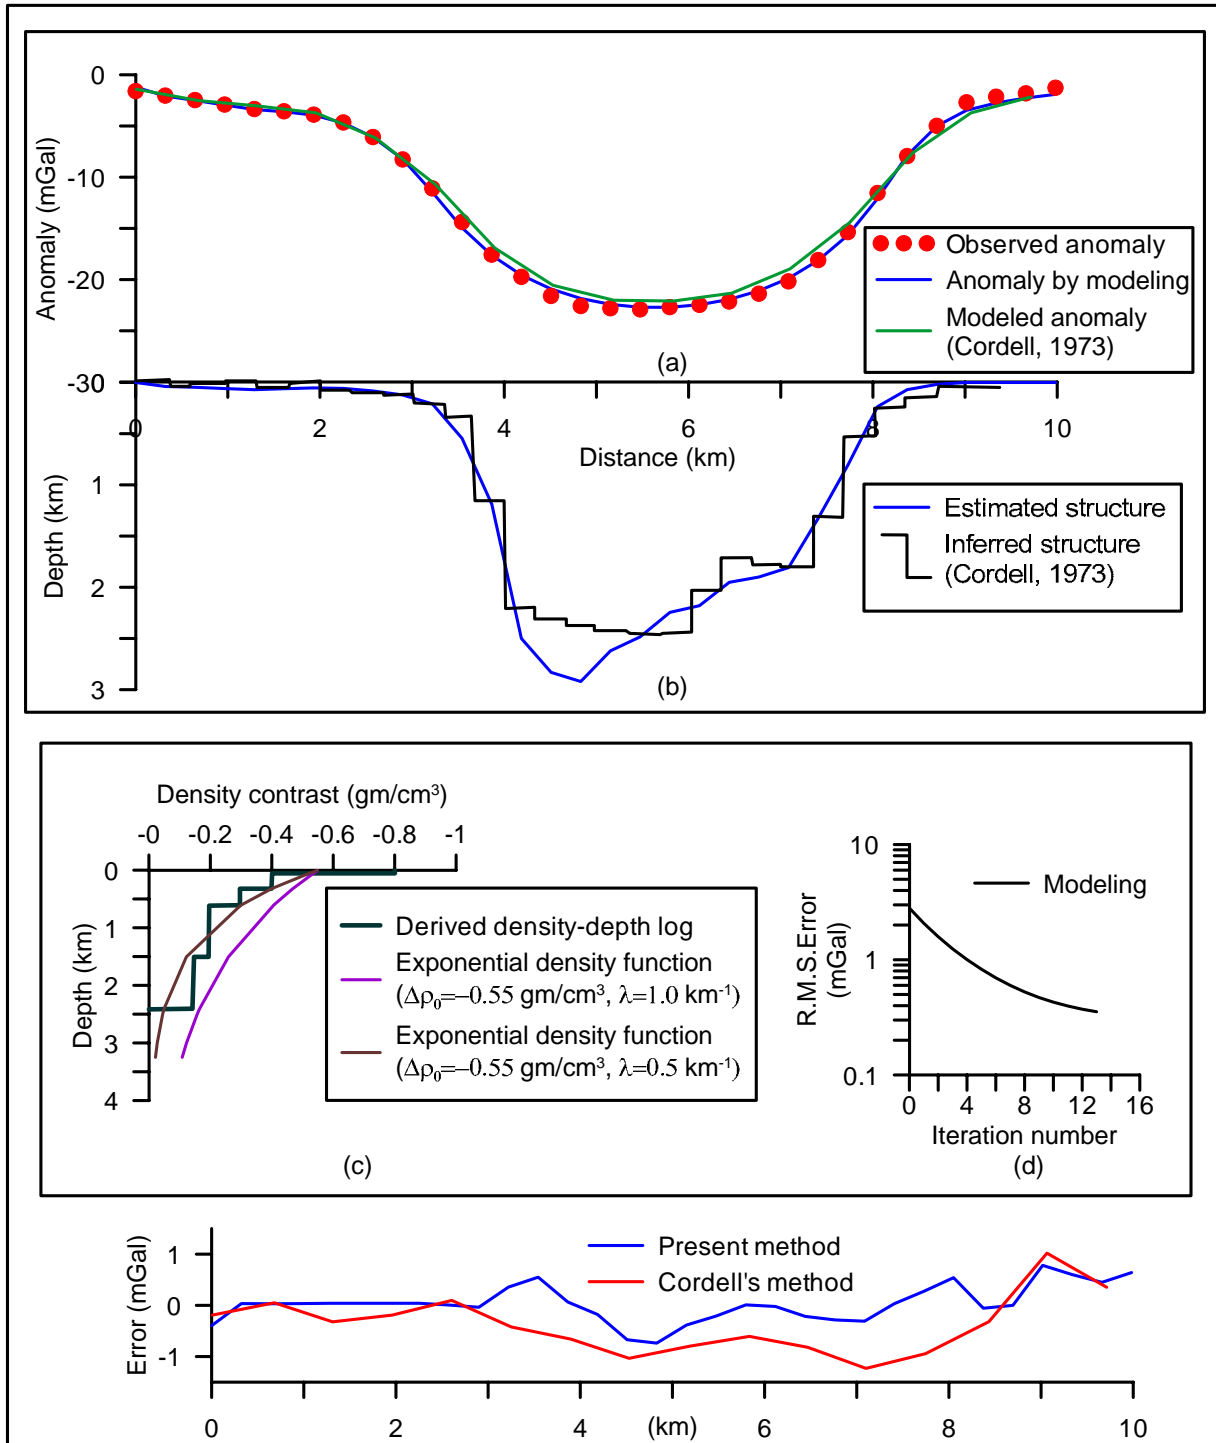 0
-10
-20
-30
Anomaly (mGal)
Observed anomaly
Anomaly by modeling
Modeled anomaly
(Cordell, 1973)
(a)
0
2
4
6
8
10
Distance (km)
1
2
3
Depth (km)
Estimated structure
Inferred structure
(Cordell, 1973)
(b)
Density contrast (gm/cm³)
-0
-0.2
-0.4
-0.6
-0.8
-1
0
1
2
3
4
Depth (km)
Derived density-depth log
Exponential density function
(Δρ₀=−0.55 gm/cm³, λ=1.0 km⁻¹)
Exponential density function
(Δρ₀=−0.55 gm/cm³, λ=0.5 km⁻¹)
(c)
10
1
0.1
R.M.S.Error
(mGal)
Modeling
0
4
8
12
16
Iteration number
(d)
1
0
-1
Error (mGal)
Present method
Cordell's method
0
2
(km)
4
6
8
10